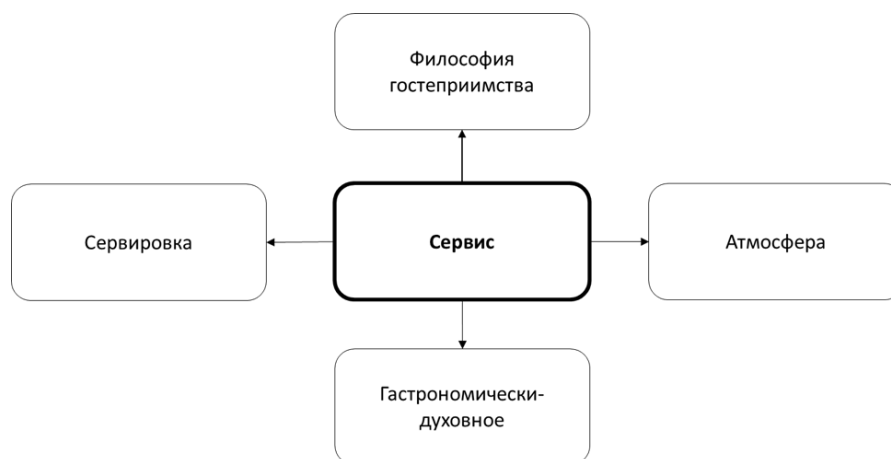 Философия
гостеприимства
Сервировка
Сервис
Атмосфера
Гастрономически-
духовное